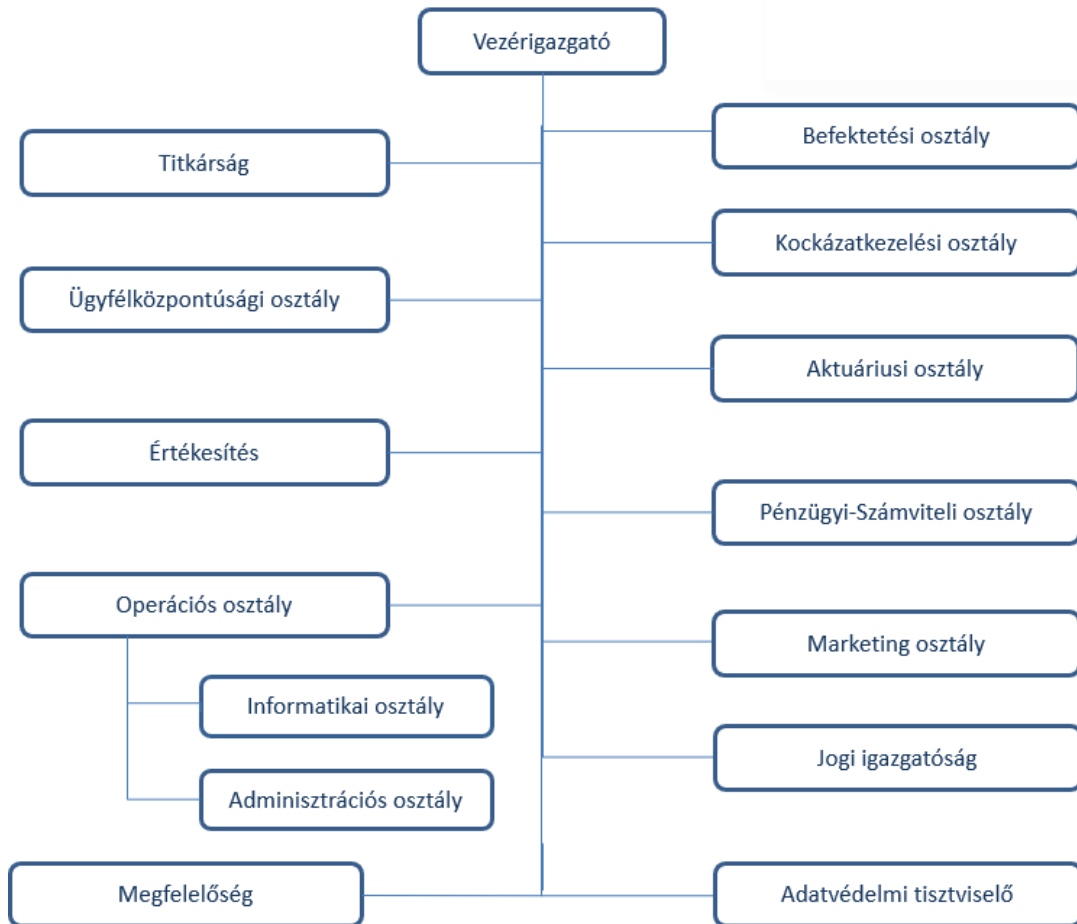 Vezérigazgató
Befektetési osztály
Titkárság
Kockázatkezelési osztály
Ügyfélközpontúsági osztály
Aktuáriusi osztály
Értékesítés
Pénzügyi-Számviteli osztály
Operációs osztály
Marketing osztály
Informatikai osztály
Jogi igazgatóság
Adminisztrációs osztály
Megfelelőség
Adatvédelmi tisztviselő